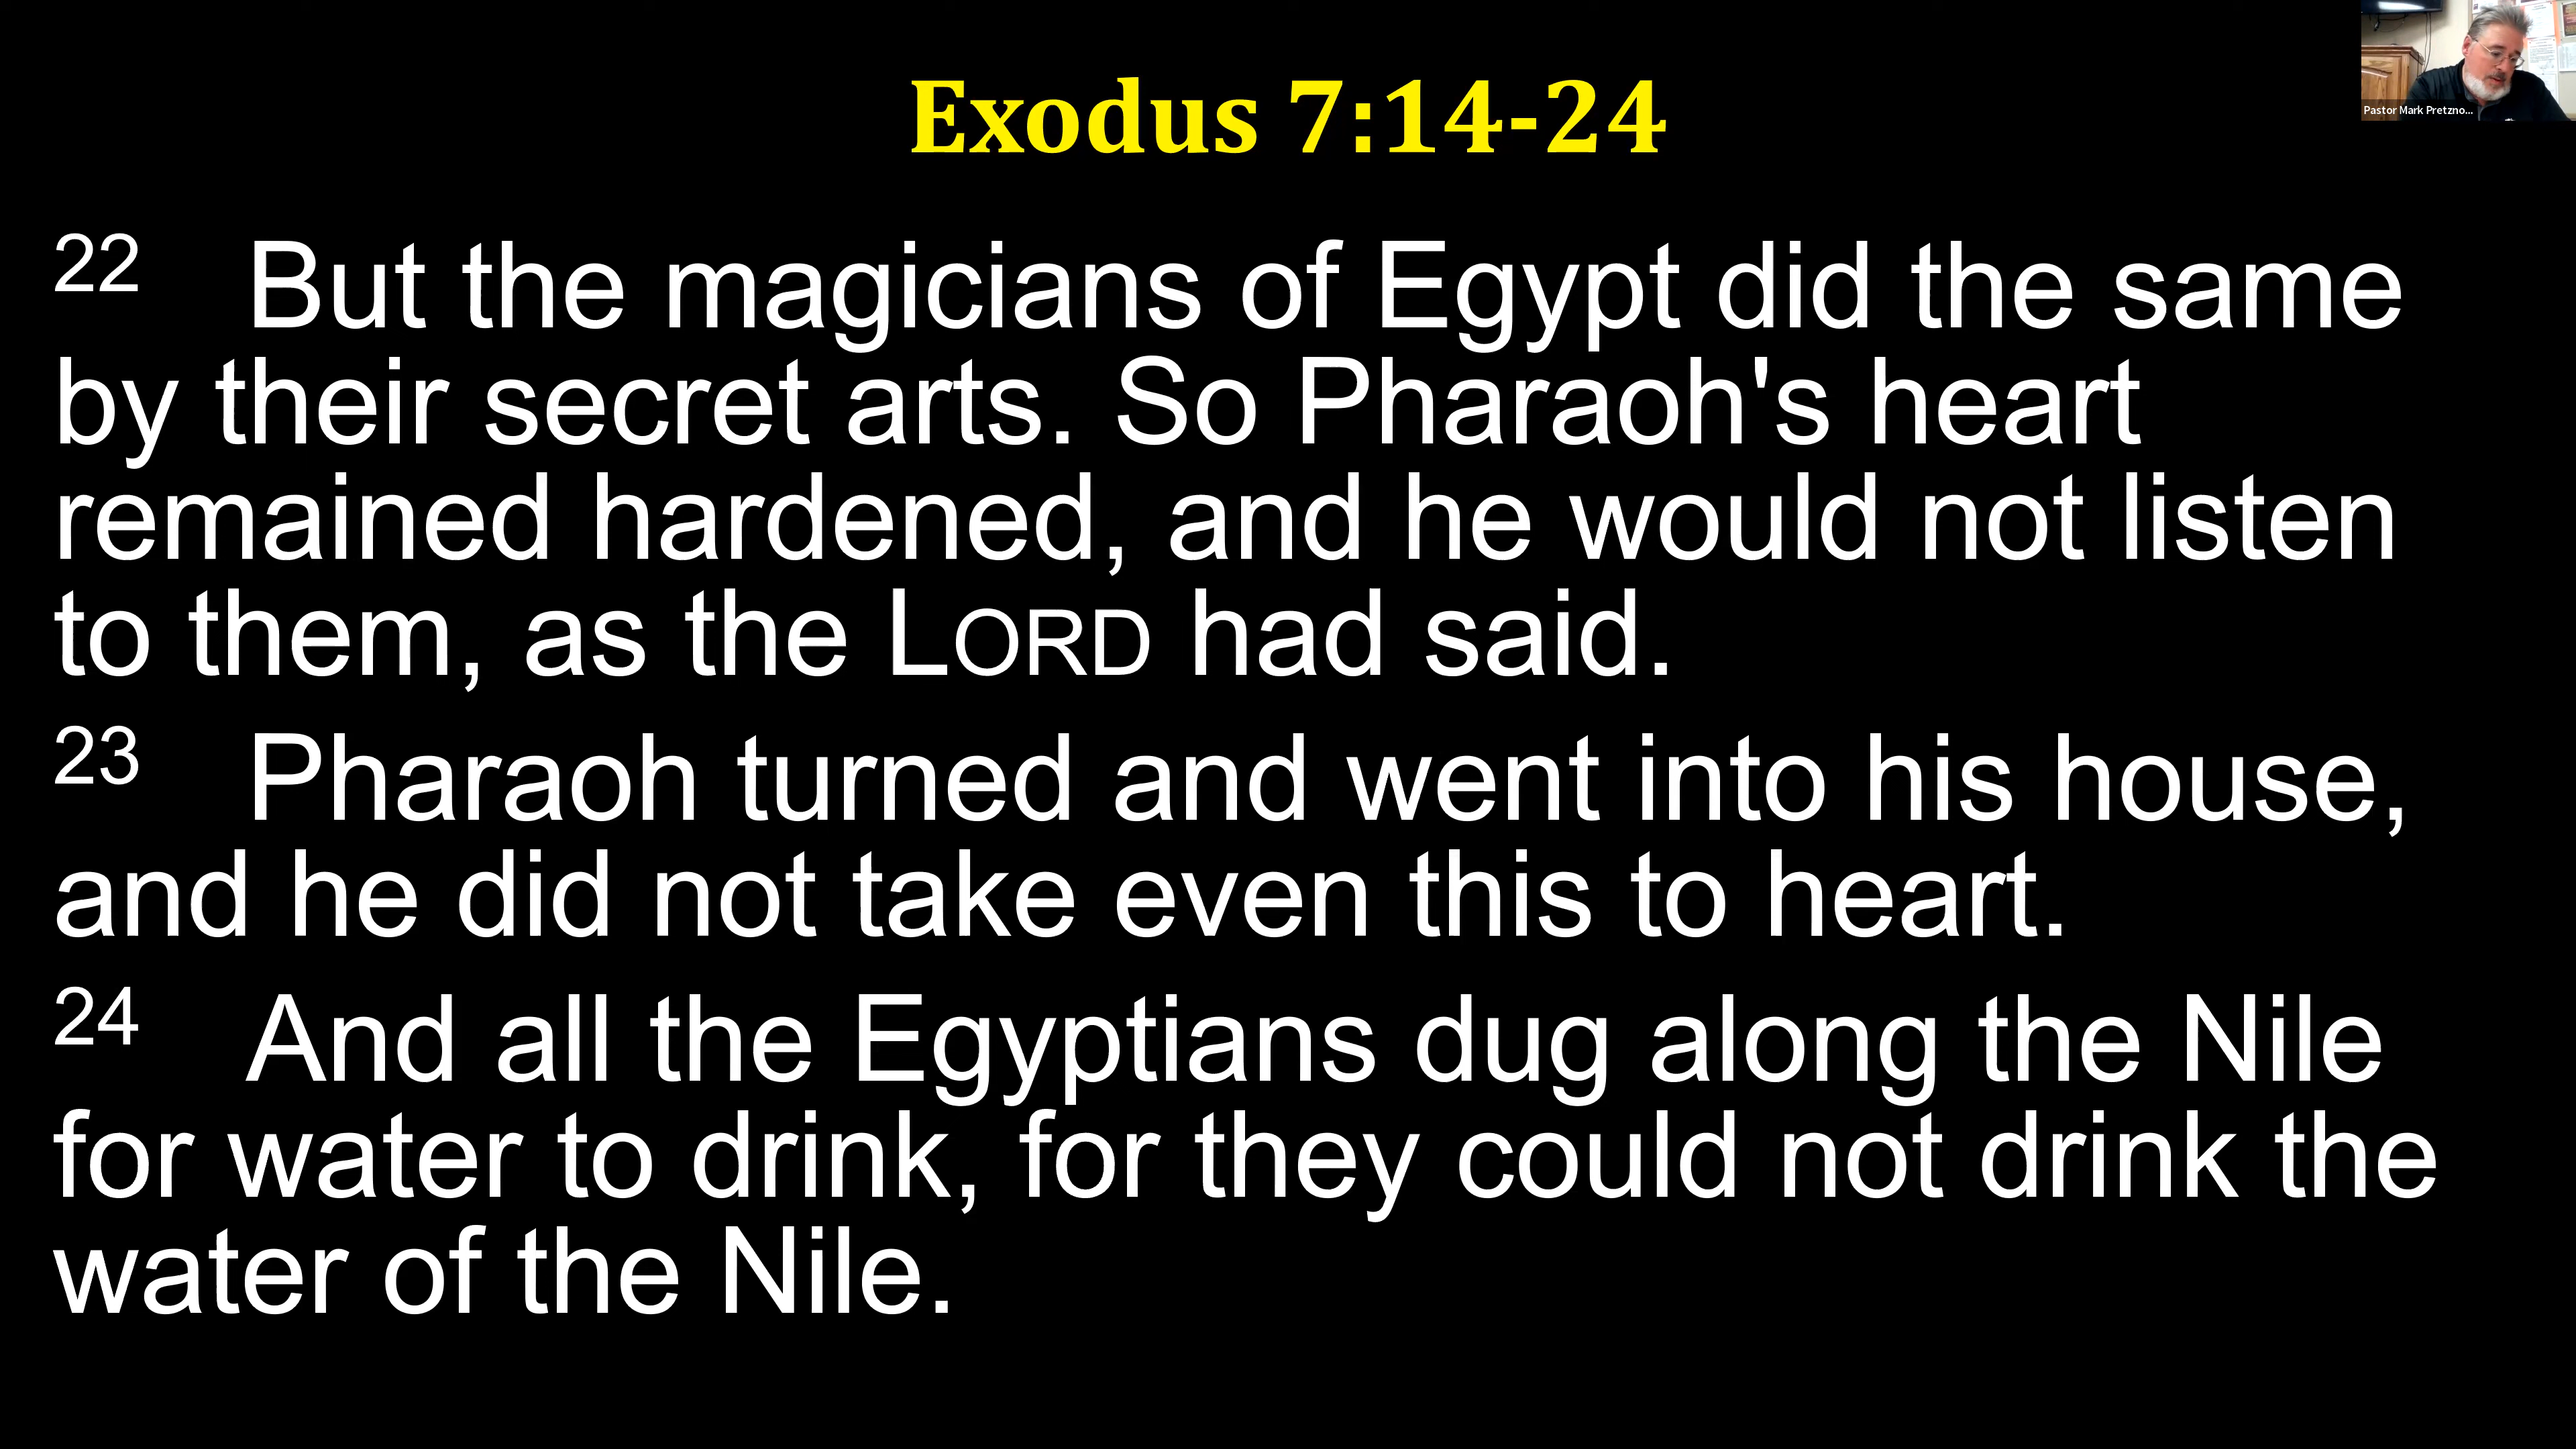 Exodus 7:14-24
Pastor Mark Pretzno...
22 But the magicians of Egypt did the same
by their secret arts. So Pharaoh's heart
remained hardened, and he would not listen
to them, as the LORD had said.
23 Pharaoh turned and went into his house,
and he did not take even this to heart.
24 And all the Egyptians dug along the Nile
for water to drink, for they could not drink the
water of the Nile.